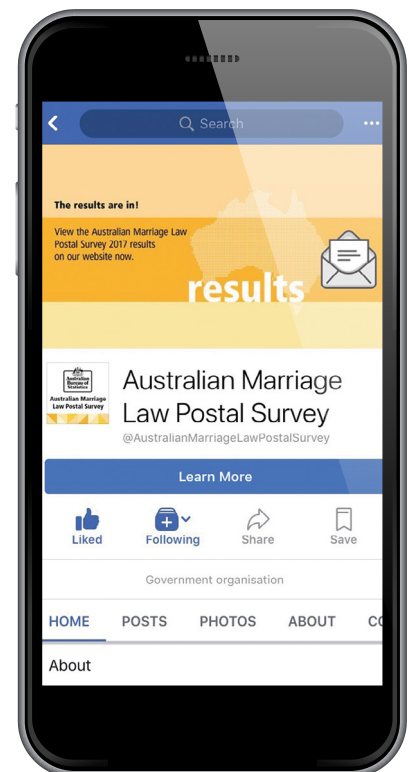 Search
The results are in!
View the Australian Marriage Law
Postal Survey 2017 results
on our website now.
results
Australian
Bureau of
Statistics
Australian Marriage
Law Postal Survey
Australian Marriage
Law Postal Survey
@AustralianMarriageLawPostalSurvey
Learn More
Liked Following Share Save
Government organisation
HOME POSTS PHOTOS ABOUT CO
About